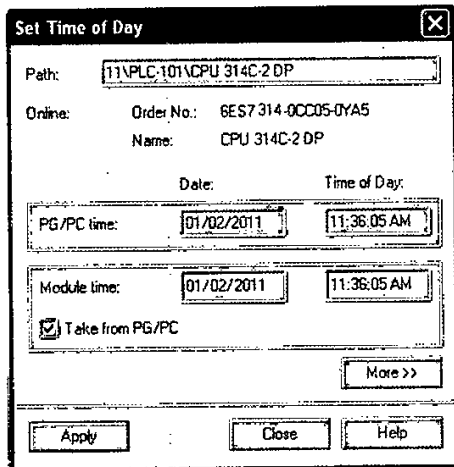 Set Time of Day
Path: 11\PLC-101\CPU 314C-2 DP
Online: Order No.: 6ES7 314-0CC05-0YA5
Name: CPU 314C-2 DP
Date: Time of Day:
PG/PC time: 01/02/2011 11:36:05 AM
Module time: 01/02/2011 11:36:05 AM
Take from PG/PC
More >>
Apply Close Help